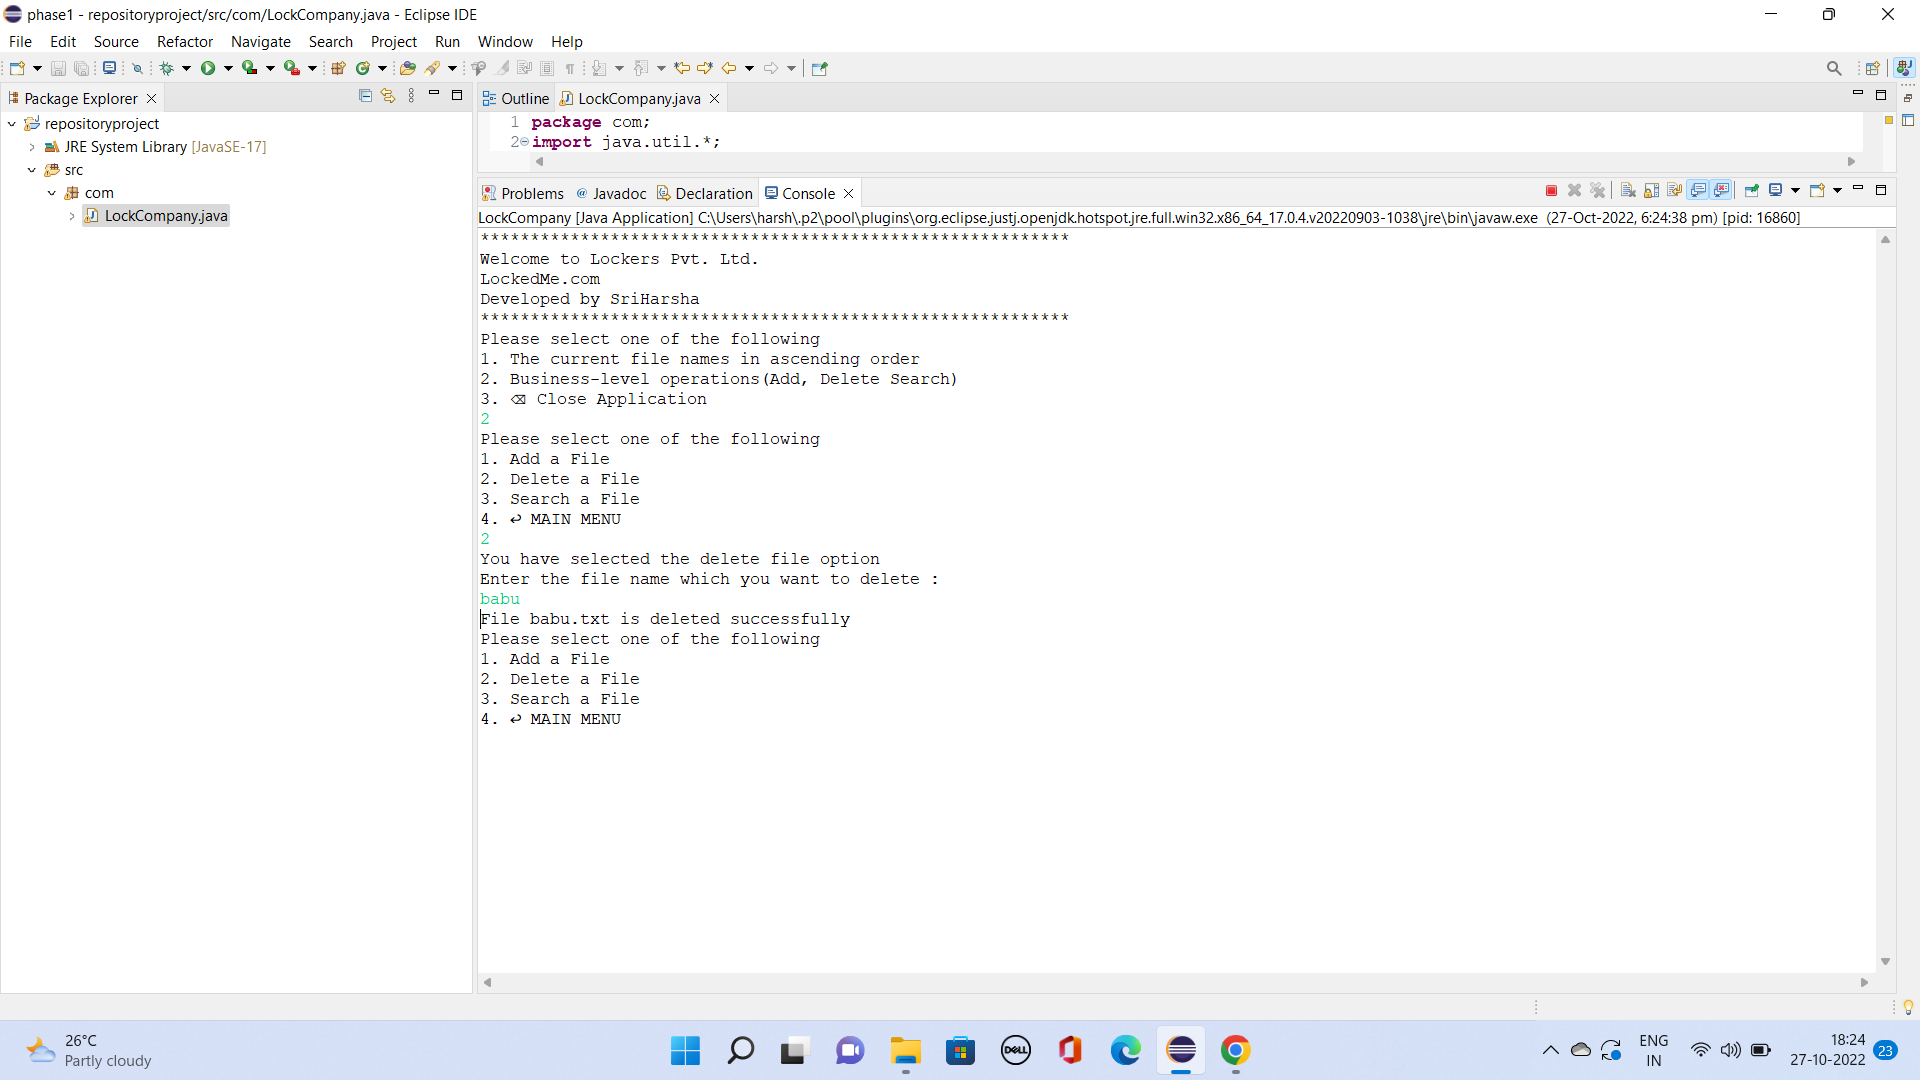 phase1 - repositoryproject/src/com/LockCompany.java - Eclipse IDE
File Edit Source Refactor Navigate Search Project Run Window Help
Package Explorer
repositoryproject
JRE System Library [JavaSE-17]
src
com
LockCompany.java
Outline LockCompany.java
1 package com;
2 import java.util.*;
Problems @ Javadoc Declaration Console
LockCompany [Java Application] C:\Users\harsh\.p2\pool\plugins\org.eclipse.justj.openjdk.hotspot.jre.full.win32.x86_64_17.0.4.v20220903-1038\jre\bin\javaw.exe (27-Oct-2022, 6:24:38 pm) [pid: 16860]
***********************************************************
Welcome to Lockers Pvt. Ltd.
LockedMe.com
Developed by SriHarsha
***********************************************************
Please select one of the following
1. The current file names in ascending order
2. Business-level operations(Add, Delete Search)
3. ⌫ Close Application
2
Please select one of the following
1. Add a File
2. Delete a File
3. Search a File
4. ↩ MAIN MENU
2
You have selected the delete file option
Enter the file name which you want to delete :
babu
File babu.txt is deleted successfully
Please select one of the following
1. Add a File
2. Delete a File
3. Search a File
4. ↩ MAIN MENU
26°C
Partly cloudy
DELL
ENG
IN
18:24
27-10-2022
23